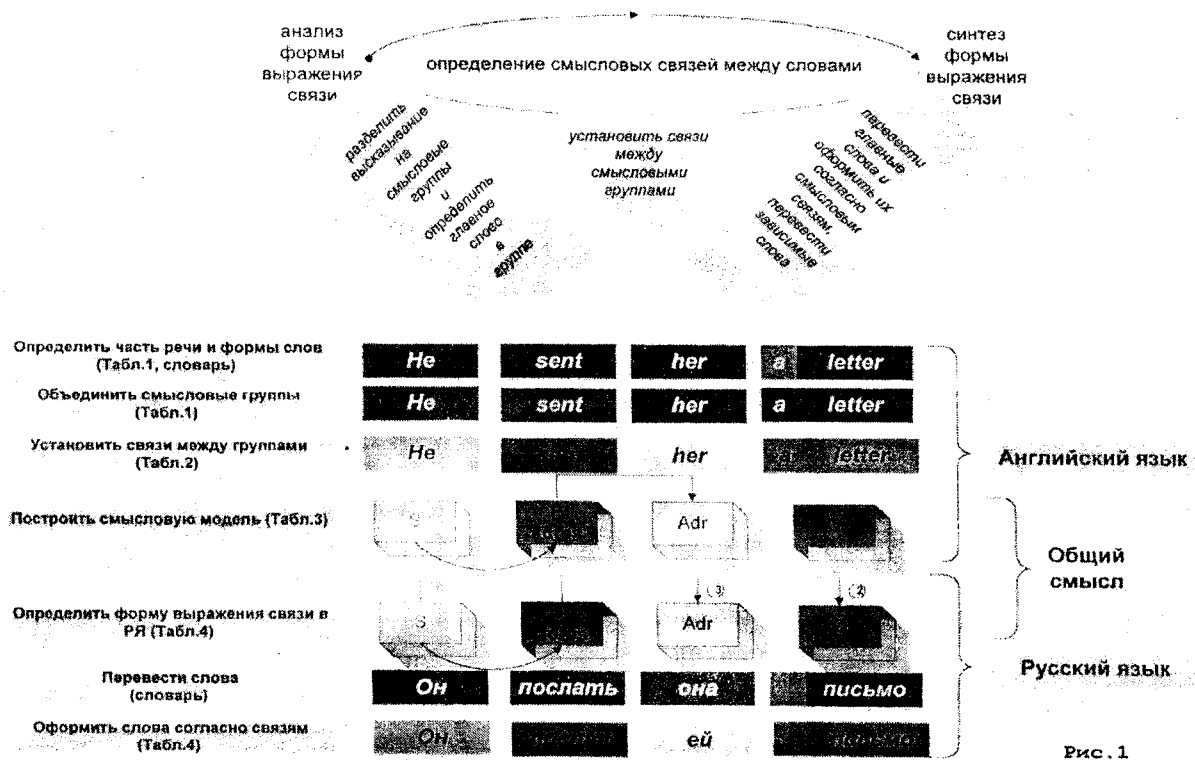 анализ
формы
выражения
связи
определение смысловых связей между словами
синтез
формы
выражения
связи
разделить
высказывание
на
смысловые
группы
и
определить
главное
слово
в
группе
установить связи
между
смысловыми
группами
перевести
главные
слова и
оформить их
согласно
смысловым
связям,
перевести
зависимые
слова
Определить часть речи и формы слов
(Табл.1, словарь)
He sent her a letter
Объединить смысловые группы
(Табл.1)
He sent her a letter
Установить связи между группами
(Табл.2)
He her a letter
Английский язык
Построить смысловую модель (Табл.3)
S Adr
Общий
смысл
(3) (2)
Определить форму выражения связи в
РЯ (Табл.4)
S Adr
Русский язык
Перевести слова
(словарь)
Он послать она письмо
Оформить слова согласно связям
(Табл.4)
Он ей письмо
Рис.1